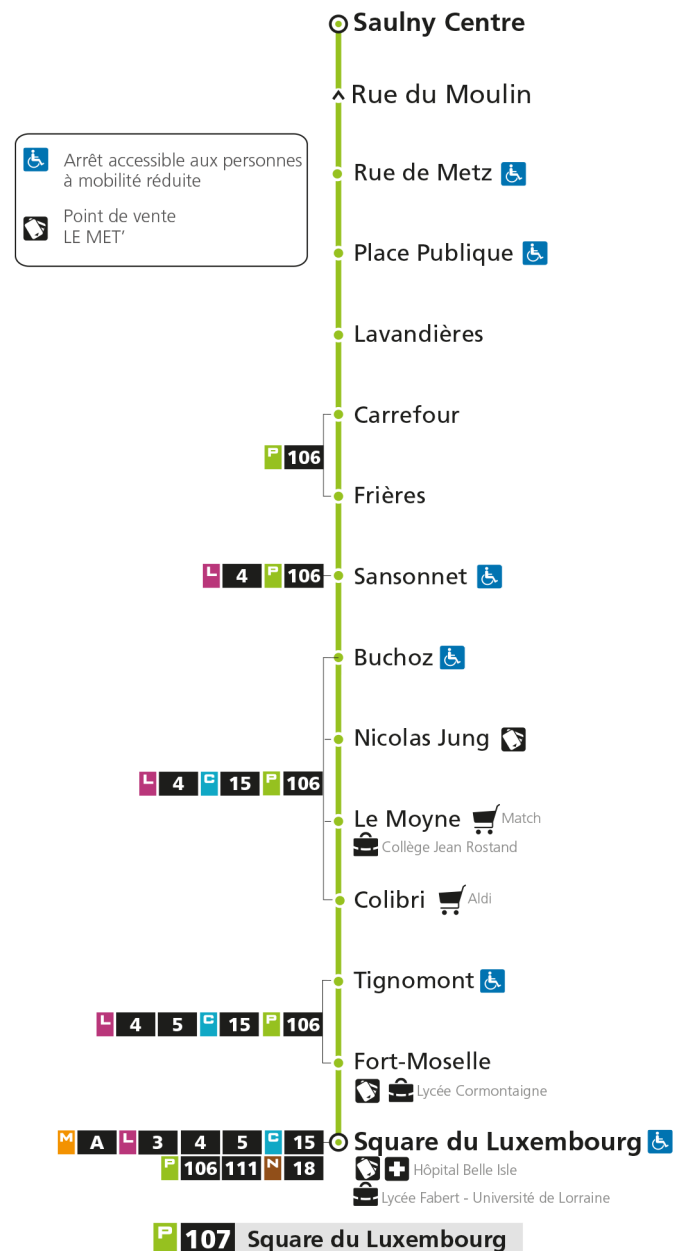 Saulny Centre
Rue du Moulin
Arrêt accessible aux personnes
à mobilité réduite
Point de vente
LE MET'
Rue de Metz
Place Publique
Lavandières
Carrefour
P 106
Frières
L 4 P 106 Sansonnet
Buchoz
Nicolas Jung
L 4 C 15 P 106
Le Moyne Match
Collège Jean Rostand
Colibri Aldi
Tignomont
L 4 5 C 15 P 106
Fort-Moselle
Lycée Cormontaigne
M A L 3 4 5 C 15 Square du Luxembourg
P 106 111 N 18 Hôpital Belle Isle
Lycée Fabert - Université de Lorraine
P 107 Square du Luxembourg